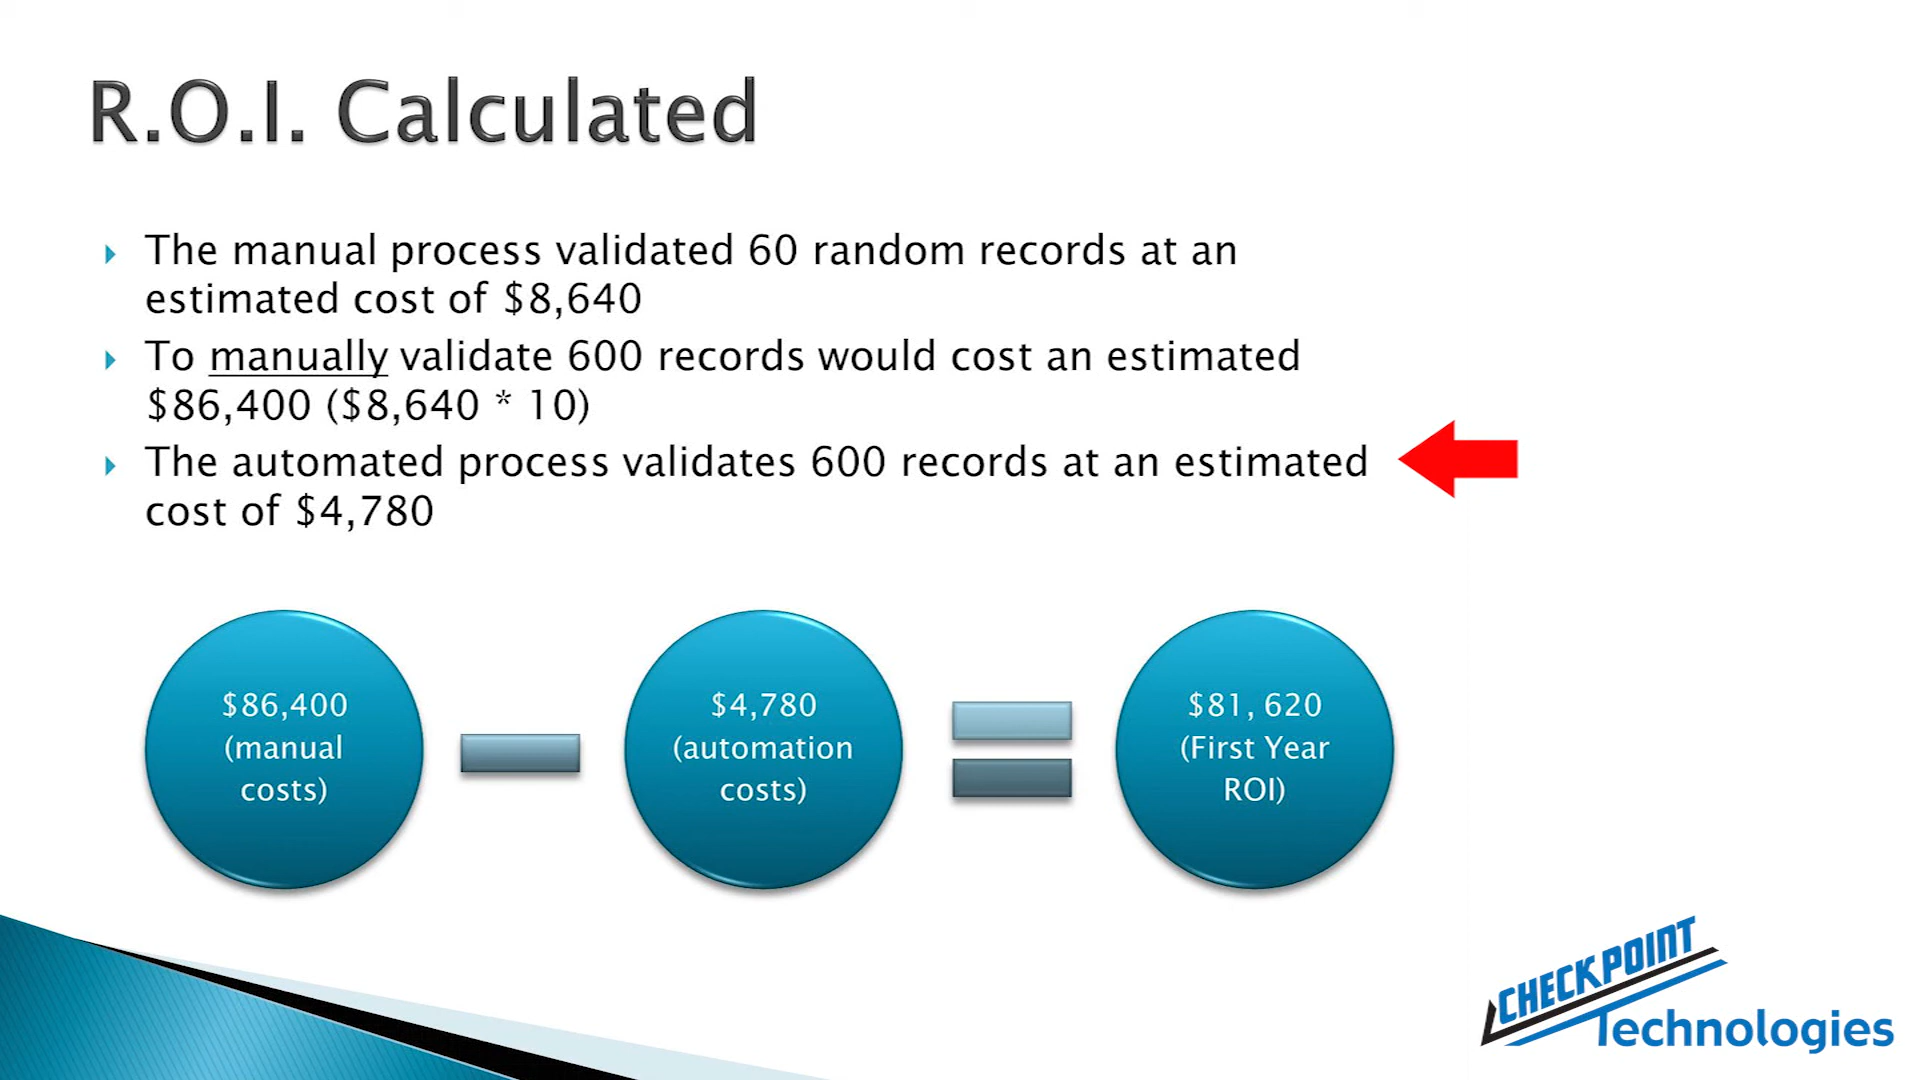 R.O.I. Calculated
The manual process validated 60 random records at an
estimated cost of $8,640
To manually validate 600 records would cost an estimated
$86,400 ($8,640 * 10)
The automated process validates 600 records at an estimated
cost of $4,780
$86,400
(manual
costs)
$4,780
(automation
costs)
$81, 620
(First Year
ROI)
CHECKPOINT
Technologies